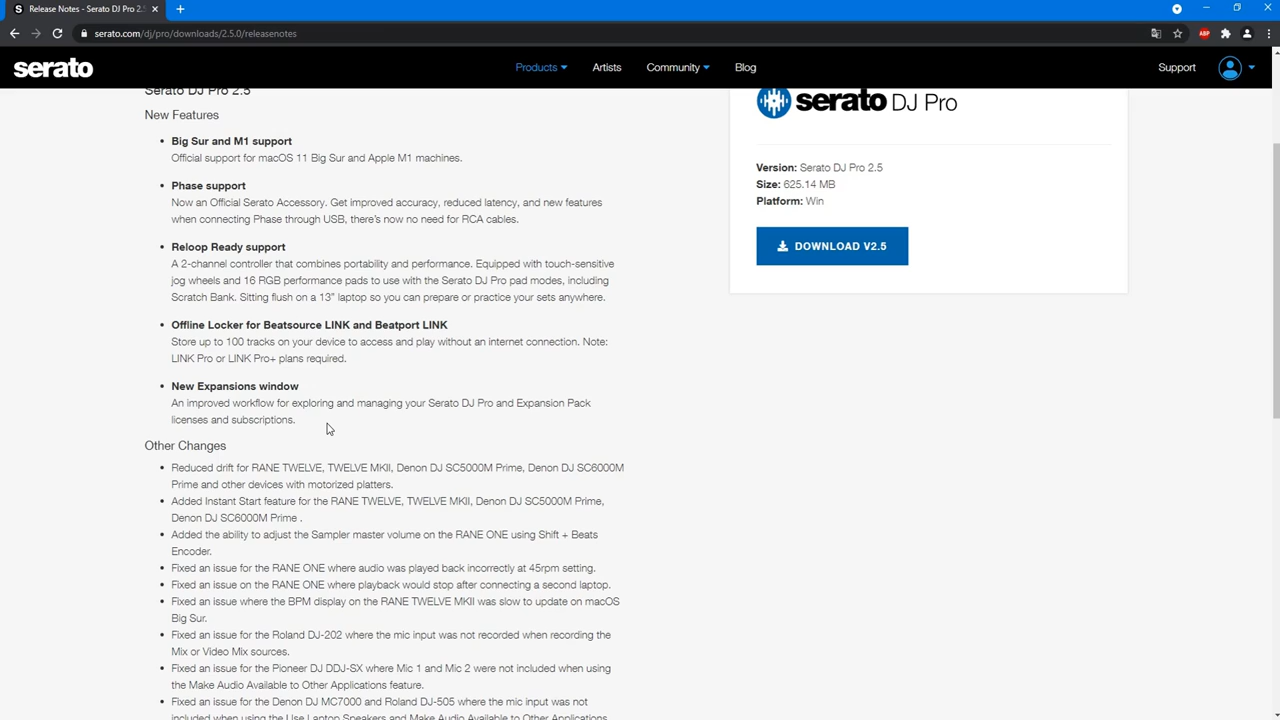 Release Notes - Serato DJ Pro 2.5
serato.com/dj/pro/downloads/2.5.0/releasenotes
ABP
serato
Products
Artists
Community
Blog
Support
Serato DJ Pro 2.5
New Features
Big Sur and M1 support
Official support for macOS 11 Big Sur and Apple M1 machines.
Phase support
Now an Official Serato Accessory. Get improved accuracy, reduced latency, and new features
when connecting Phase through USB, there's now no need for RCA cables.
Reloop Ready support
A 2-channel controller that combines portability and performance. Equipped with touch-sensitive
jog wheels and 16 RGB performance pads to use with the Serato DJ Pro pad modes, including
Scratch Bank. Sitting flush on a 13" laptop so you can prepare or practice your sets anywhere.
Offline Locker for Beatsource LINK and Beatport LINK
Store up to 100 tracks on your device to access and play without an internet connection. Note:
LINK Pro or LINK Pro+ plans required.
New Expansions window
An improved workflow for exploring and managing your Serato DJ Pro and Expansion Pack
licenses and subscriptions.
Other Changes
Reduced drift for RANE TWELVE, TWELVE MKII, Denon DJ SC5000M Prime, Denon DJ SC6000M
Prime and other devices with motorized platters.
Added Instant Start feature for the RANE TWELVE, TWELVE MKII, Denon DJ SC5000M Prime,
Denon DJ SC6000M Prime .
Added the ability to adjust the Sampler master volume on the RANE ONE using Shift + Beats
Encoder.
Fixed an issue for the RANE ONE where audio was played back incorrectly at 45rpm setting.
Fixed an issue on the RANE ONE where playback would stop after connecting a second laptop.
Fixed an issue where the BPM display on the RANE TWELVE MKII was slow to update on macOS
Big Sur.
Fixed an issue for the Roland DJ-202 where the mic input was not recorded when recording the
Mix or Video Mix sources.
Fixed an issue for the Pioneer DJ DDJ-SX where Mic 1 and Mic 2 were not included when using
the Make Audio Available to Other Applications feature.
Fixed an issue for the Denon DJ MC7000 and Roland DJ-505 where the mic input was not
included when using the Use Laptop Speakers and Make Audio Available to Other Applications
serato DJ Pro
Version: Serato DJ Pro 2.5
Size: 625.14 MB
Platform: Win
DOWNLOAD V2.5